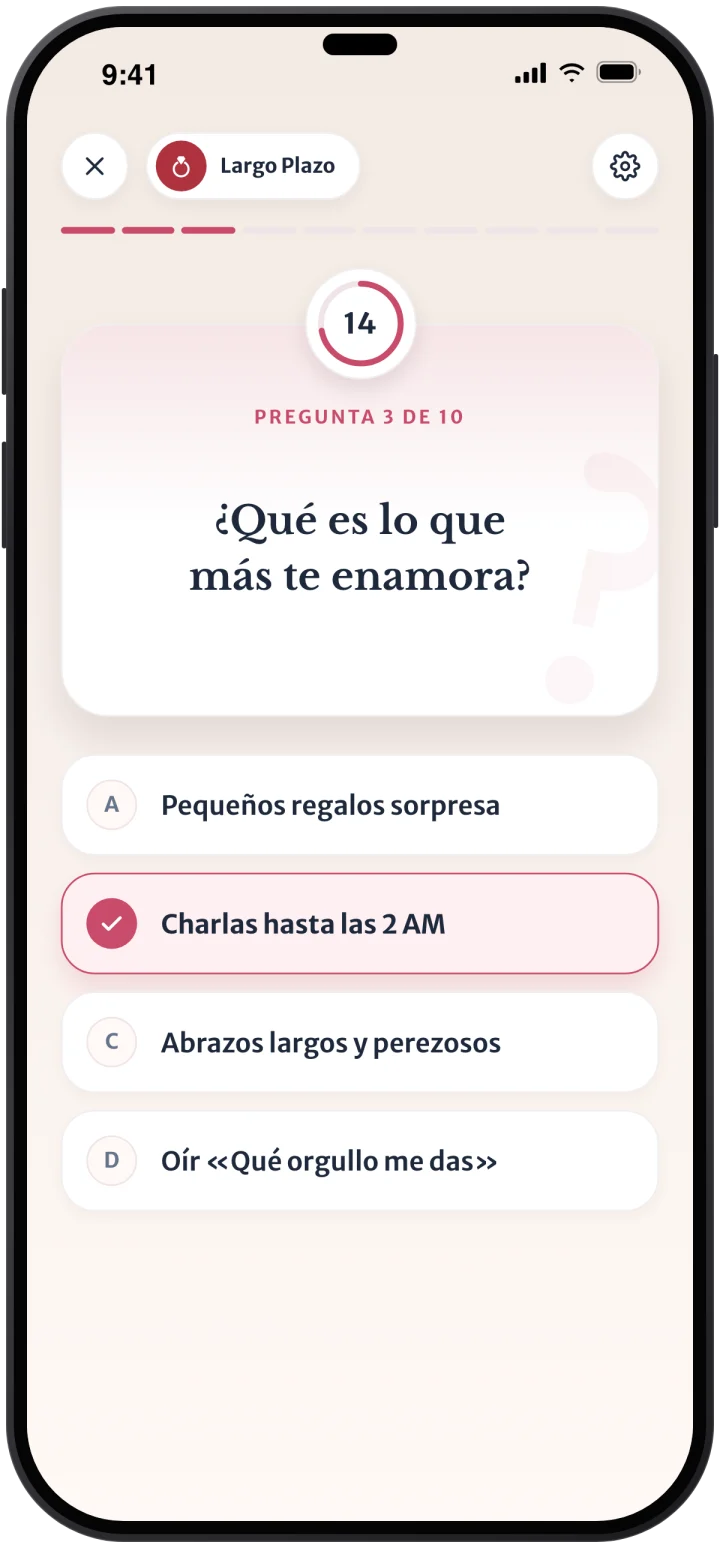 9:41
Largo Plazo
14
PREGUNTA 3 DE 10
¿Qué es lo que
más te enamora?
?
A Pequeños regalos sorpresa
Charlas hasta las 2 AM
C Abrazos largos y perezosos
D Oír «Qué orgullo me das»